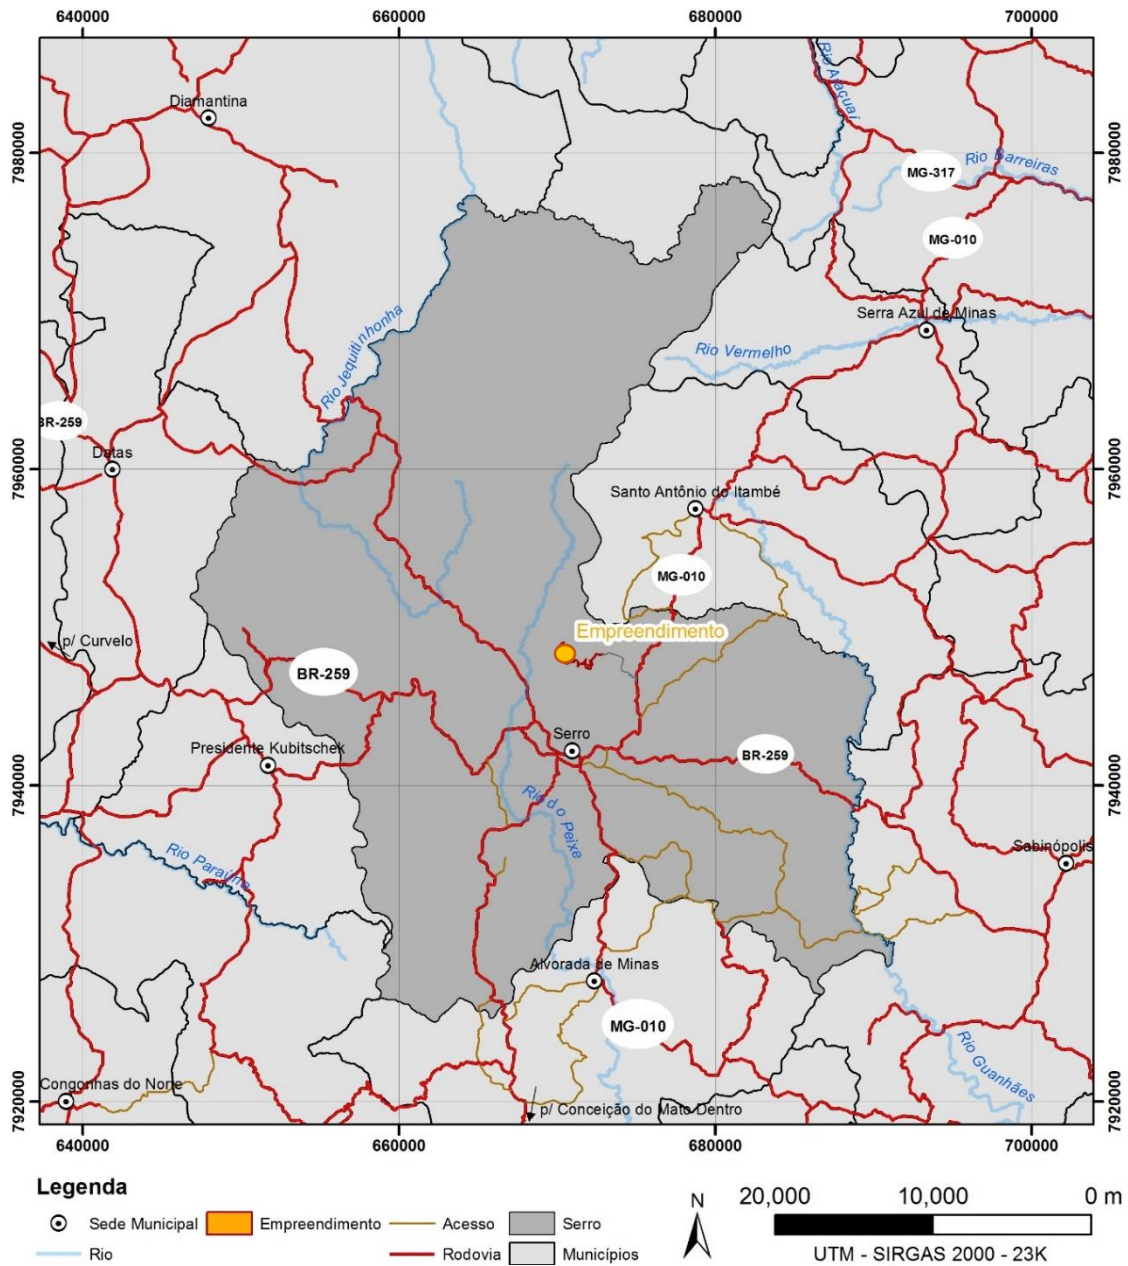 640000 660000 680000 700000
Diamantina
Rio Araçuaí
7980000
7980000
MG-317
Rio Barreiras
MG-010
Rio Jequitinhonha
Serra Azul de Minas
Rio Vermelho
BR-259
Datas
7960000
7960000
Santo Antônio do Itambé
MG-010
p/ Curvelo
Empreendimento
BR-259
Presidente Kubitschek
Serro
BR-259
7940000
7940000
Rio do Peixe
Rio Paraúna
Sabinópolis
Alvorada de Minas
MG-010
Rio Guanhães
Congonhas do Norte
7920000
7920000
p/ Conceição do Mato Dentro
640000 660000 680000 700000
Legenda
Sede Municipal Empreendimento Acesso Serro
Rio Rodovia Municípios
N
20,000 10,000 0 m
UTM - SIRGAS 2000 - 23K